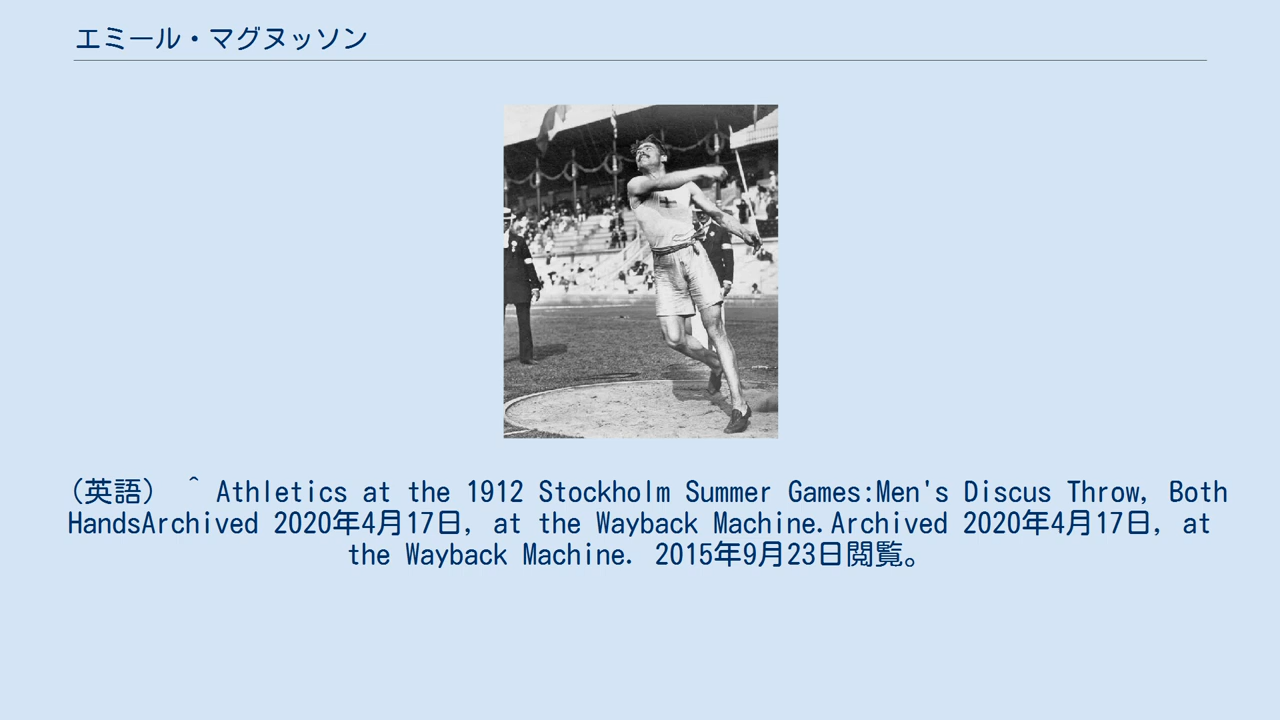 エミール・マグヌッソン
（英語） ^ Athletics at the 1912 Stockholm Summer Games:Men's Discus Throw, Both
HandsArchived 2020年4月17日, at the Wayback Machine.Archived 2020年4月17日, at
the Wayback Machine. 2015年9月23日閲覧。